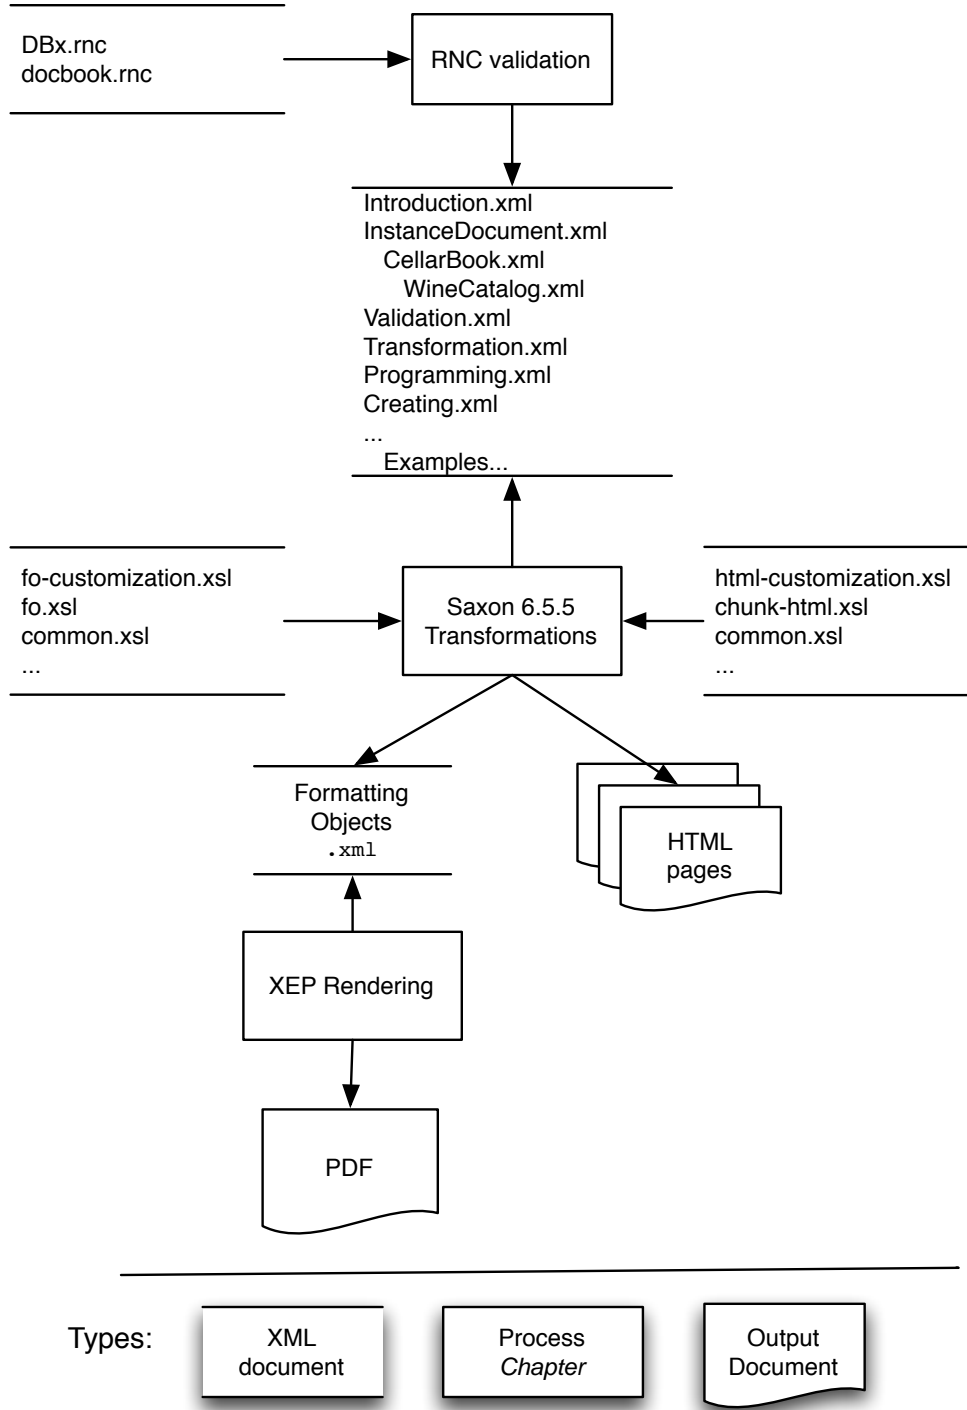 DBx.rnc
docbook.rnc
RNC validation
Introduction.xml
InstanceDocument.xml
CellarBook.xml
WineCatalog.xml
Validation.xml
Transformation.xml
Programming.xml
Creating.xml
...
Examples...
fo-customization.xsl
fo.xsl
common.xsl
...
Saxon 6.5.5
Transformations
html-customization.xsl
chunk-html.xsl
common.xsl
...
Formatting
Objects
.xml
HTML
pages
XEP Rendering
PDF
Types:
XML
document
Process
Chapter
Output
Document